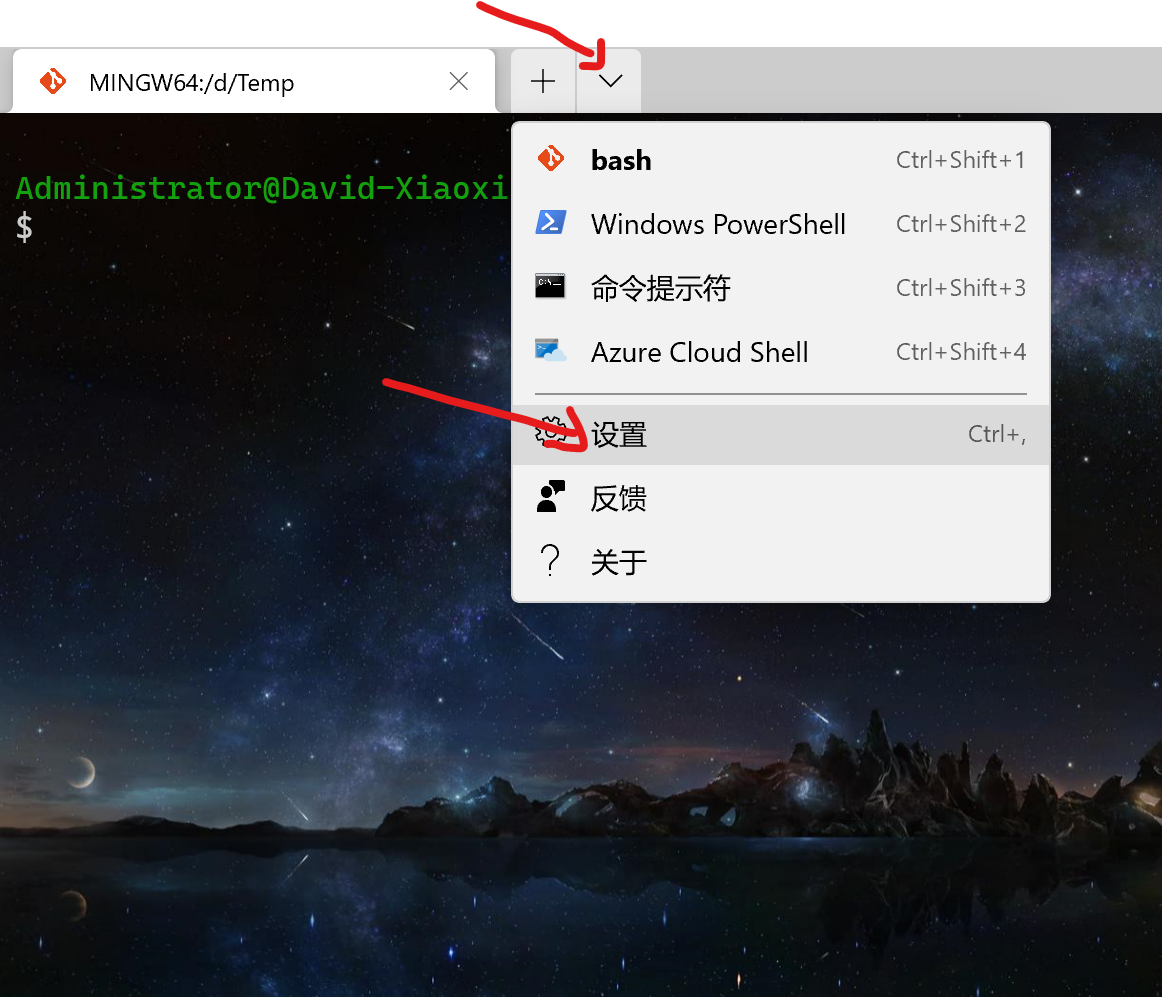 MINGW64:/d/Temp
bash Ctrl+Shift+1
Administrator@David-Xiaoxi
Windows PowerShell Ctrl+Shift+2
$
命令提示符 Ctrl+Shift+3
Azure Cloud Shell Ctrl+Shift+4
设置 Ctrl+,
反馈
关于